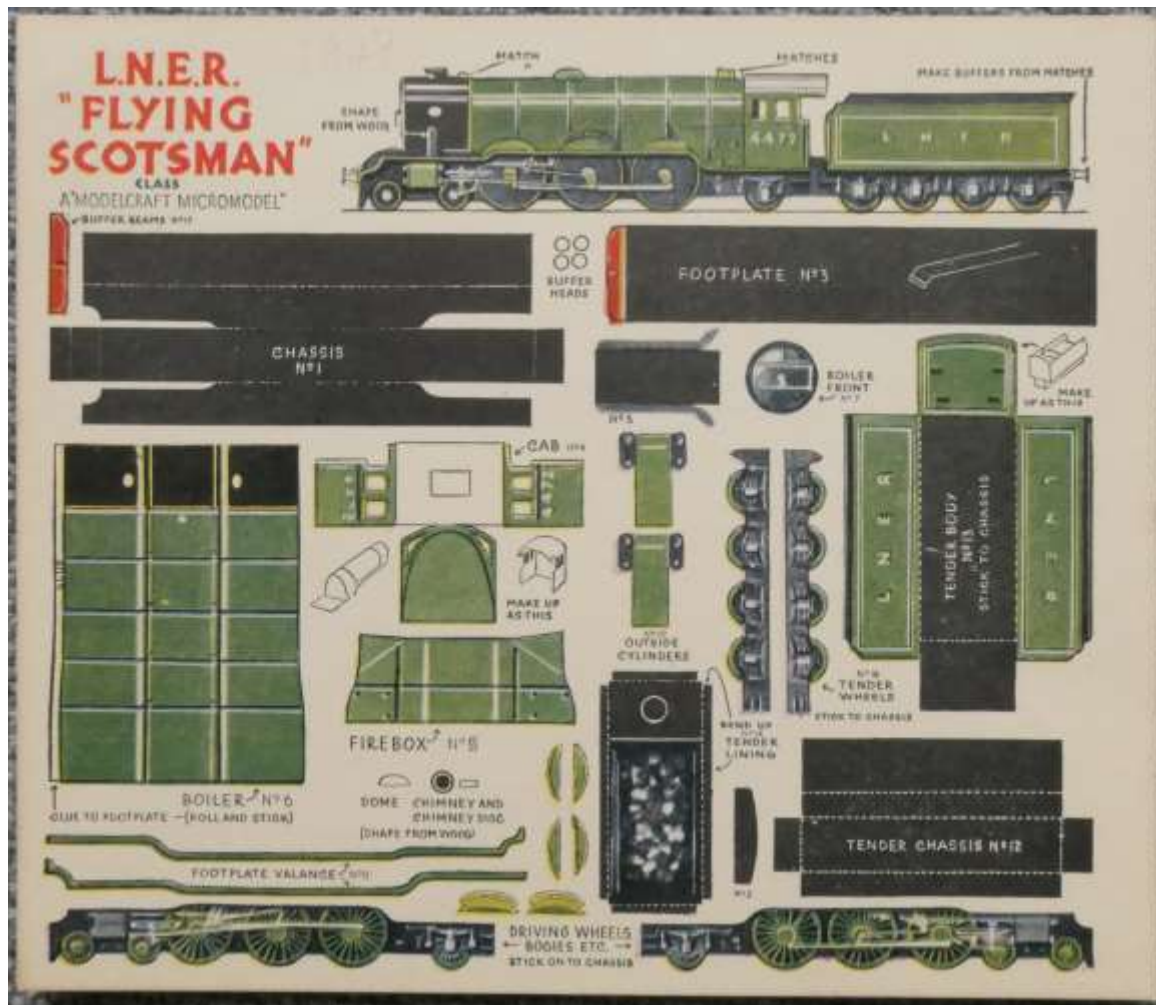 L.N.E.R.
"FLYING
SCOTSMAN"
CLASS
A "MODELCRAFT MICROMODEL"
BUFFER BEAMS Nº17
MATCH
MATCHES
MAKE BUFFERS FROM MATCHES
SHAPE
FROM WOOD
L N E R
BUFFER
HEADS
FOOTPLATE Nº3
CHASSIS
Nº1
Nº5
BOILER
FRONT
Nº7
MAKE
UP AS THIS
CAB
MAKE UP
AS THIS
L N E R
TENDER BODY
Nº13
STICK TO CHASSIS
L N E R
OUTSIDE
CYLINDERS
TENDER
WHEELS
STICK TO CHASSIS
BEND UP
TENDER
LINING
FIREBOX
BOILER Nº6
GLUE TO FOOTPLATE - (ROLL AND STICK)
DOME
CHIMNEY AND
CHIMNEY DISC
(SHAPE FROM WOOD)
FOOTPLATE VALANCE Nº11
TENDER CHASSIS Nº12
DRIVING WHEELS
BOGIES ETC.
STICK ON TO CHASSIS